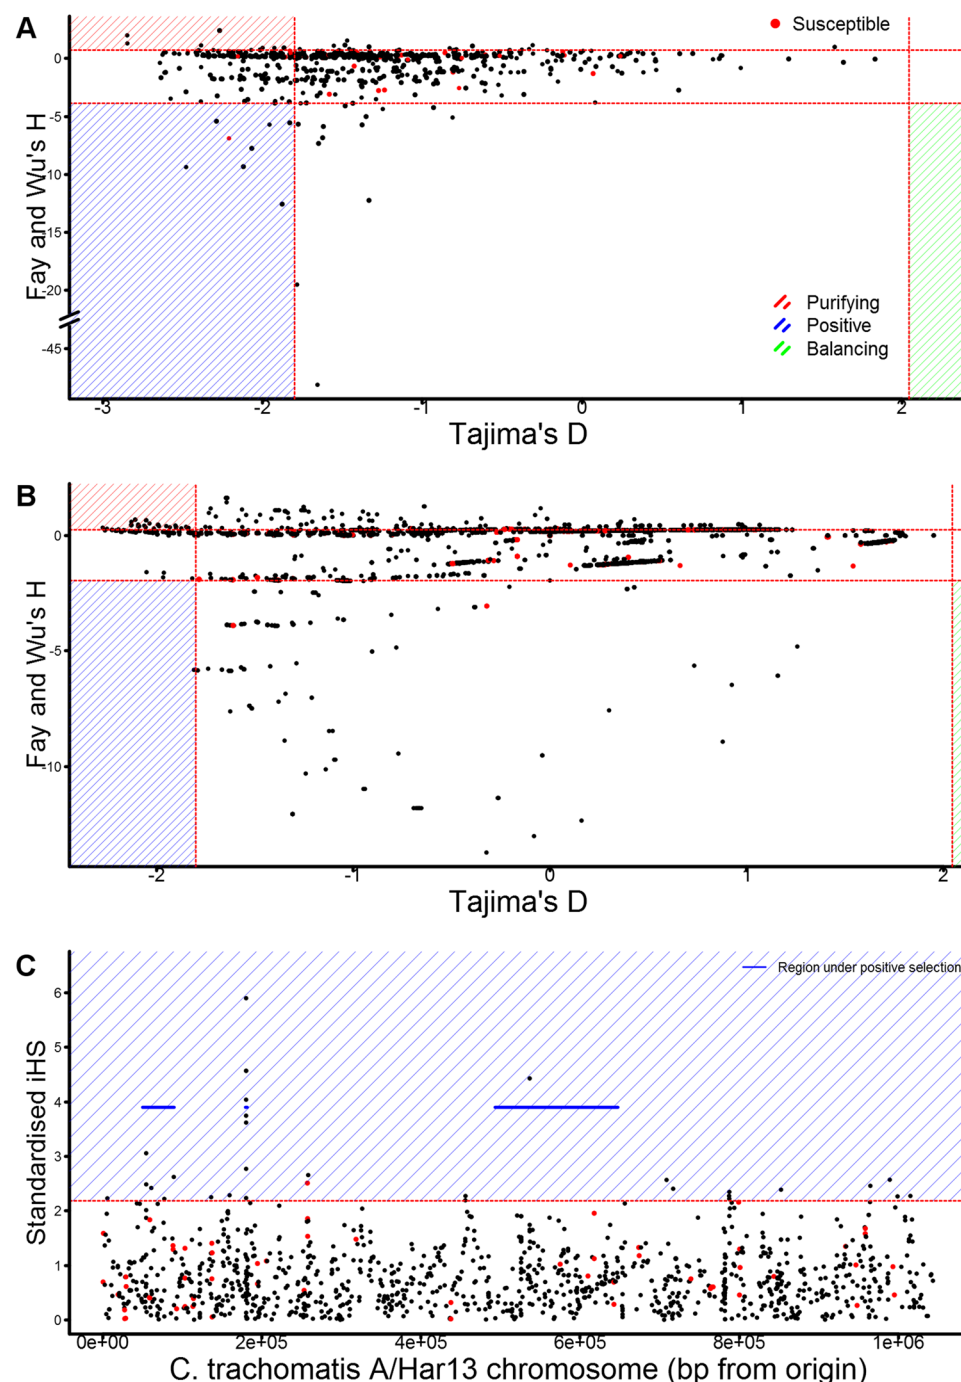 A
Susceptible
0
-5
-10
-15
-20
-45
Fay and Wu's H
Purifying
Positive
Balancing
-3
-2
-1
0
1
2
Tajima's D
B
0
-5
-10
Fay and Wu's H
-2
-1
0
1
2
Tajima's D
C
Region under positive selection
6
5
4
3
2
1
0
Standardised iHS
0e+00
2e+05
4e+05
6e+05
8e+05
1e+06
C. trachomatis A/Har13 chromosome (bp from origin)